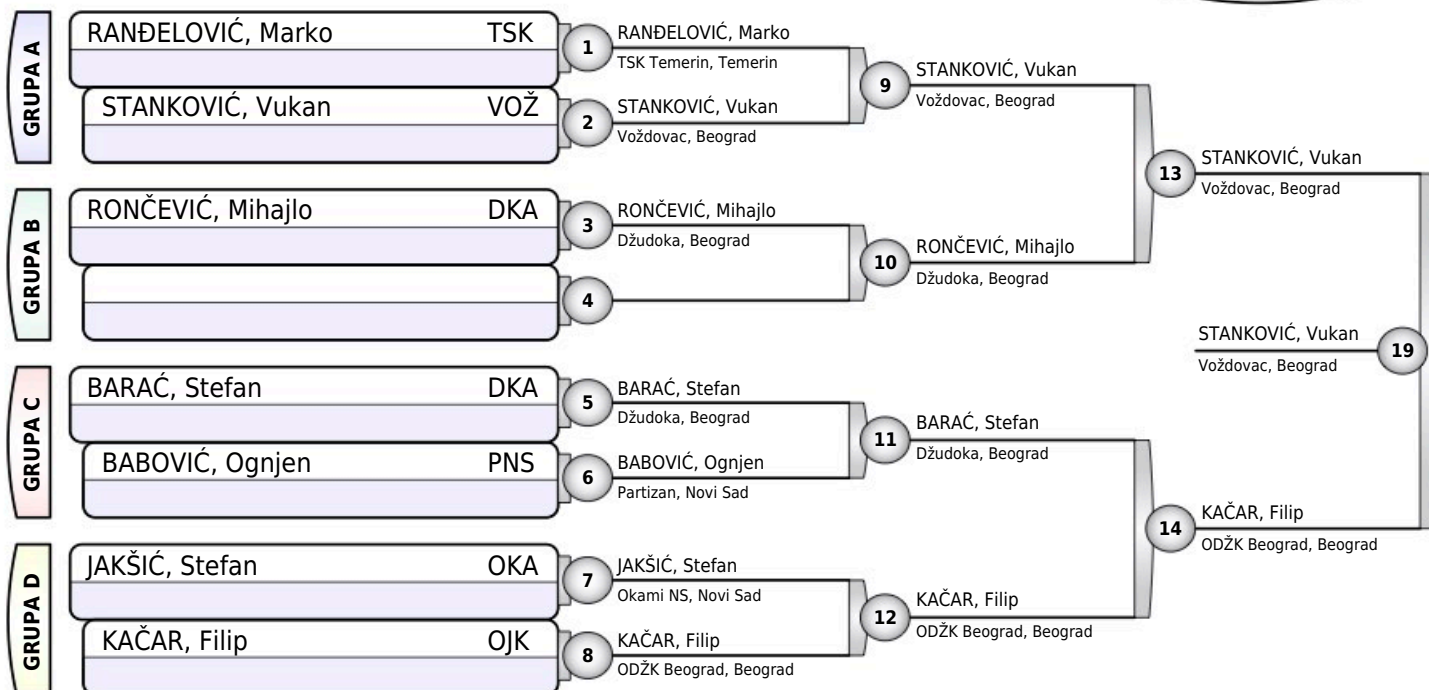 GRUPA A
RANĐELOVIĆ, Marko TSK
STANKOVIĆ, Vukan VOŽ
1
RANĐELOVIĆ, Marko
TSK Temerin, Temerin
2
STANKOVIĆ, Vukan
Voždovac, Beograd
9
STANKOVIĆ, Vukan
Voždovac, Beograd
13
STANKOVIĆ, Vukan
Voždovac, Beograd
GRUPA B
RONČEVIĆ, Mihajlo DKA
3
RONČEVIĆ, Mihajlo
Džudoka, Beograd
4
10
RONČEVIĆ, Mihajlo
Džudoka, Beograd
STANKOVIĆ, Vukan
Voždovac, Beograd
19
GRUPA C
BARAĆ, Stefan DKA
BABOVIĆ, Ognjen PNS
5
BARAĆ, Stefan
Džudoka, Beograd
6
BABOVIĆ, Ognjen
Partizan, Novi Sad
11
BARAĆ, Stefan
Džudoka, Beograd
14
KAČAR, Filip
ODŽK Beograd, Beograd
GRUPA D
JAKŠIĆ, Stefan OKA
KAČAR, Filip OJK
7
JAKŠIĆ, Stefan
Okami NS, Novi Sad
8
KAČAR, Filip
ODŽK Beograd, Beograd
12
KAČAR, Filip
ODŽK Beograd, Beograd